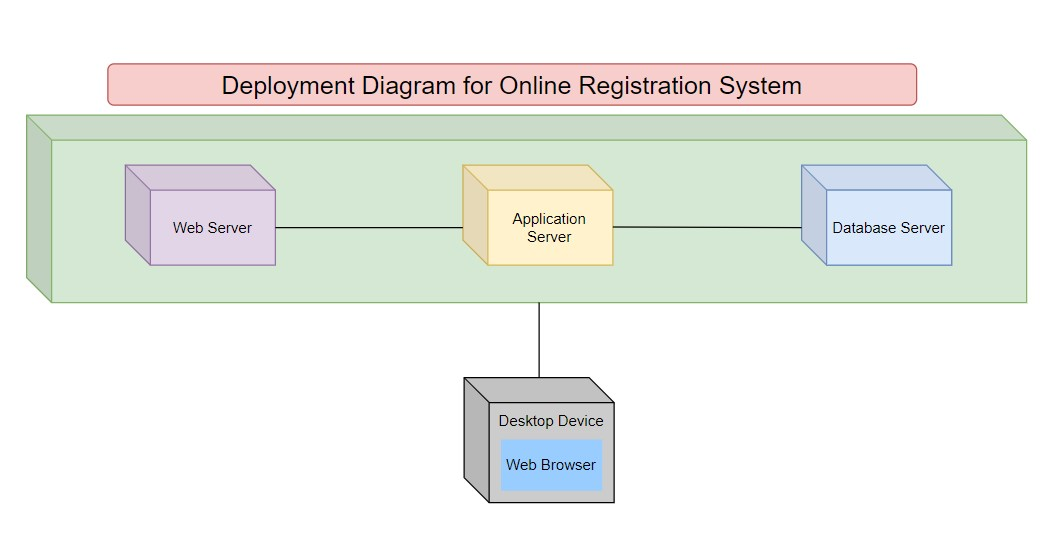 Deployment Diagram for Online Registration System
Web Server
Application
Server
Database Server
Desktop Device
Web Browser